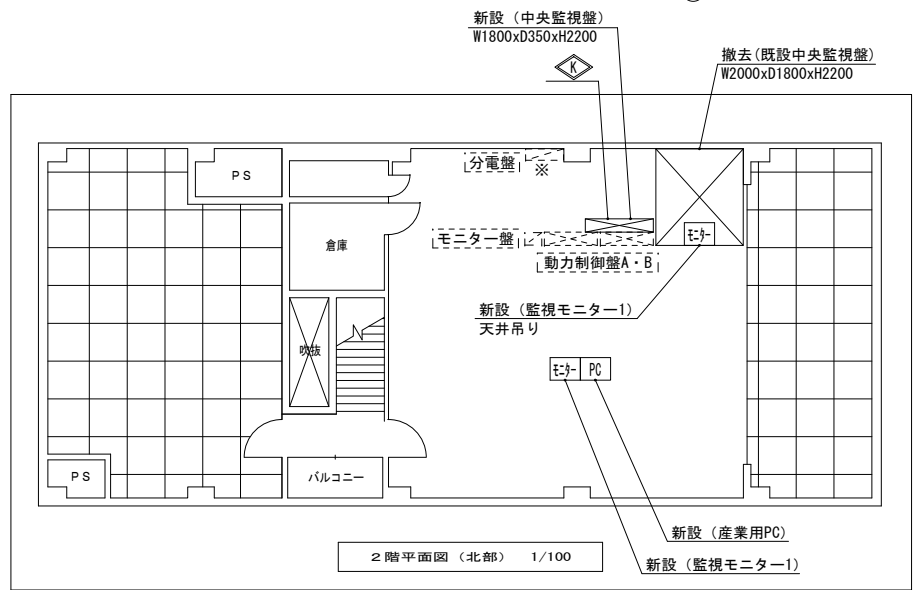 新設（中央監視盤）
W1800xD350xH2200
撤去(既設中央監視盤)
W2000xD1800xH2200
K
PS
分電盤
※
倉庫
モニター盤
モニター
動力制御盤A・B
新設（監視モニター1）
天井吊り
吹抜
モニター
PC
PS
バルコニー
新設（産業用PC）
新設（監視モニター1）
2階平面図（北部） 1/100